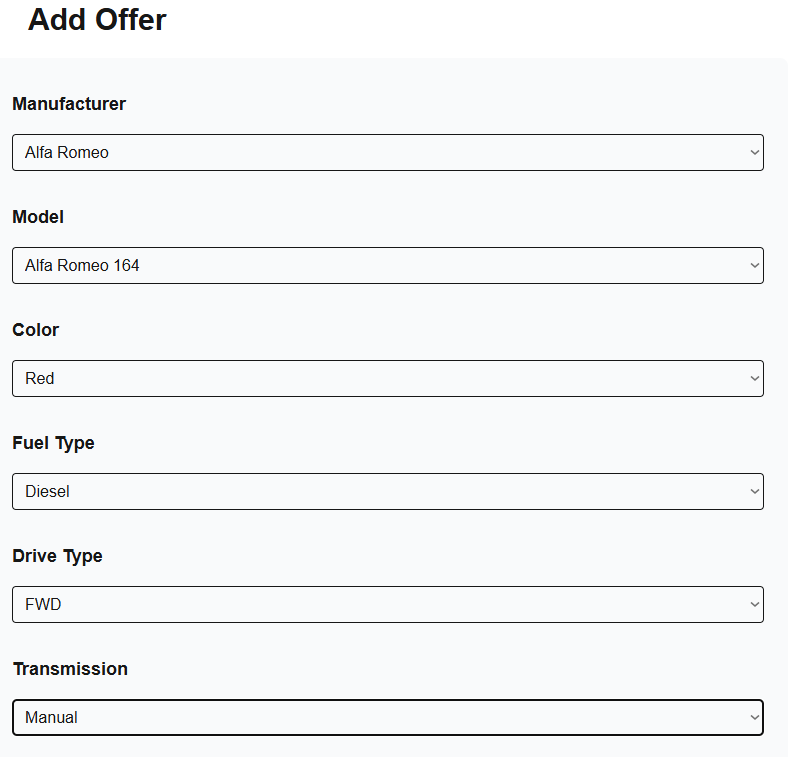 Add Offer
Manufacturer
Alfa Romeo
Model
Alfa Romeo 164
Color
Red
Fuel Type
Diesel
Drive Type
FWD
Transmission
Manual